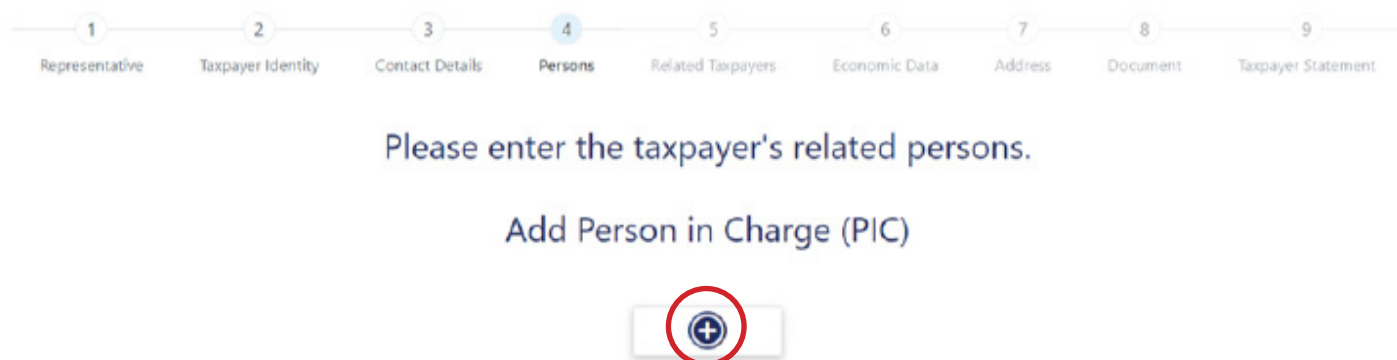 1 2 3 4 5 6 7 8 9
Representative Taxpayer Identity Contact Details Persons Related Taxpayers Economic Data Address Document Taxpayer Statement
Please enter the taxpayer's related persons.
Add Person in Charge (PIC)